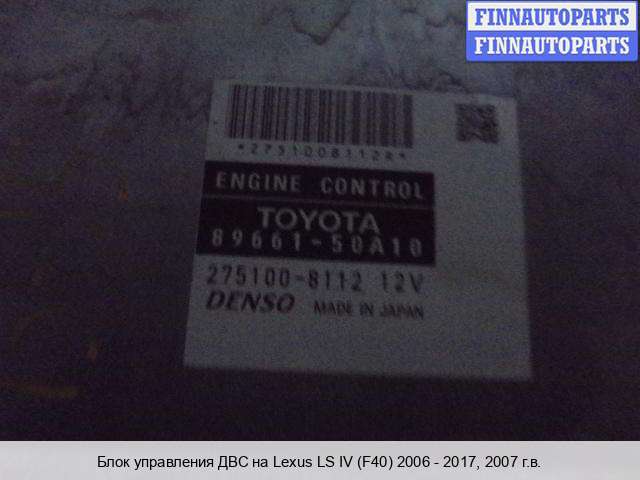 FINNAUTOPARTS
FINNAUTOPARTS
*2751008112R*
ENGINE CONTROL
TOYOTA
89661-50A10
275100-8112 12V
DENSO MADE IN JAPAN
Блок управления ДВС на Lexus LS IV (F40) 2006 - 2017, 2007 г.в.